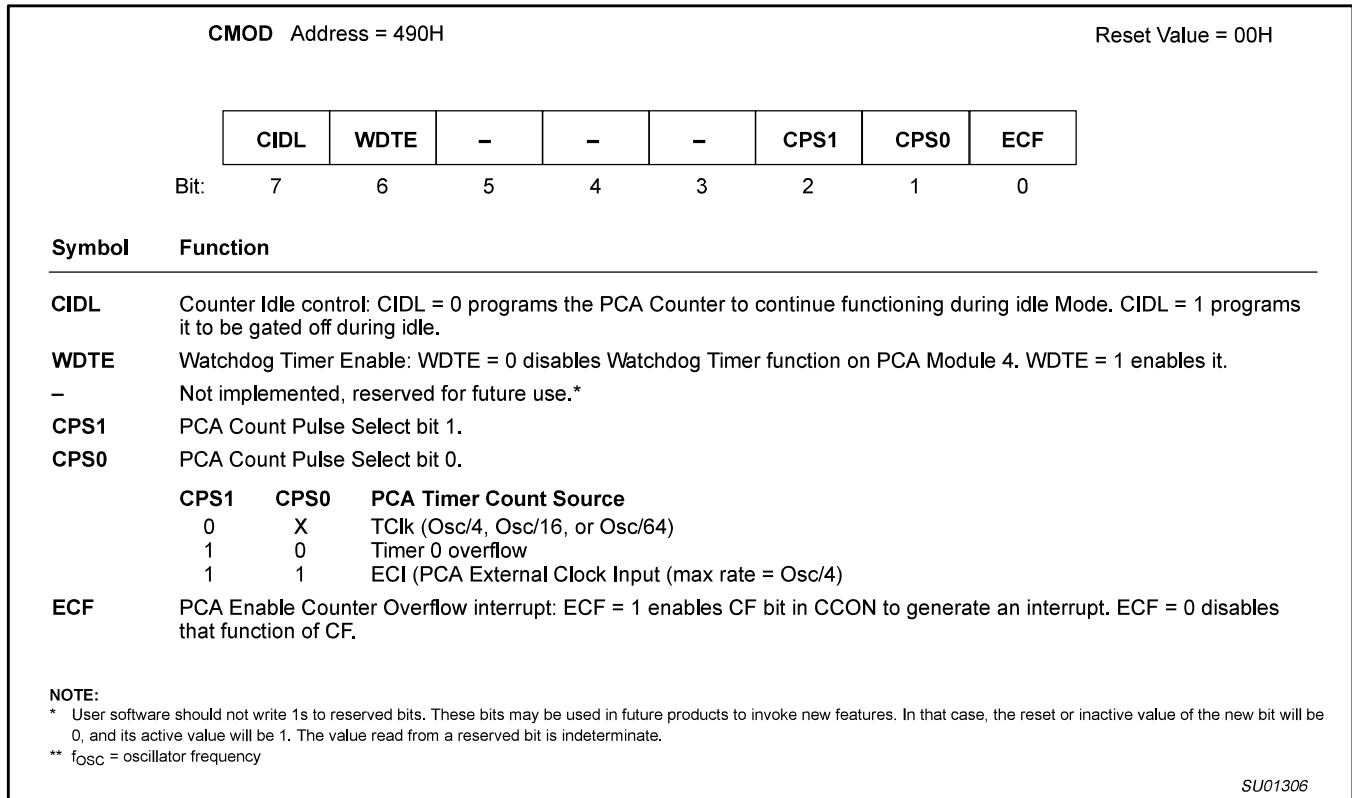 CMOD Address = 490H Reset Value = 00H
CIDL WDTE – – – CPS1 CPS0 ECF
Bit: 7 6 5 4 3 2 1 0
Symbol Function
CIDL Counter Idle control: CIDL = 0 programs the PCA Counter to continue functioning during idle Mode. CIDL = 1 programs
it to be gated off during idle.
WDTE Watchdog Timer Enable: WDTE = 0 disables Watchdog Timer function on PCA Module 4. WDTE = 1 enables it.
– Not implemented, reserved for future use.*
CPS1 PCA Count Pulse Select bit 1.
CPS0 PCA Count Pulse Select bit 0.
CPS1 CPS0 PCA Timer Count Source
0 X TClk (Osc/4, Osc/16, or Osc/64)
1 0 Timer 0 overflow
1 1 ECI (PCA External Clock Input (max rate = Osc/4)
ECF PCA Enable Counter Overflow interrupt: ECF = 1 enables CF bit in CCON to generate an interrupt. ECF = 0 disables
that function of CF.
NOTE:
* User software should not write 1s to reserved bits. These bits may be used in future products to invoke new features. In that case, the reset or inactive value of the new bit will be
0, and its active value will be 1. The value read from a reserved bit is indeterminate.
** fOSC = oscillator frequency
SU01306